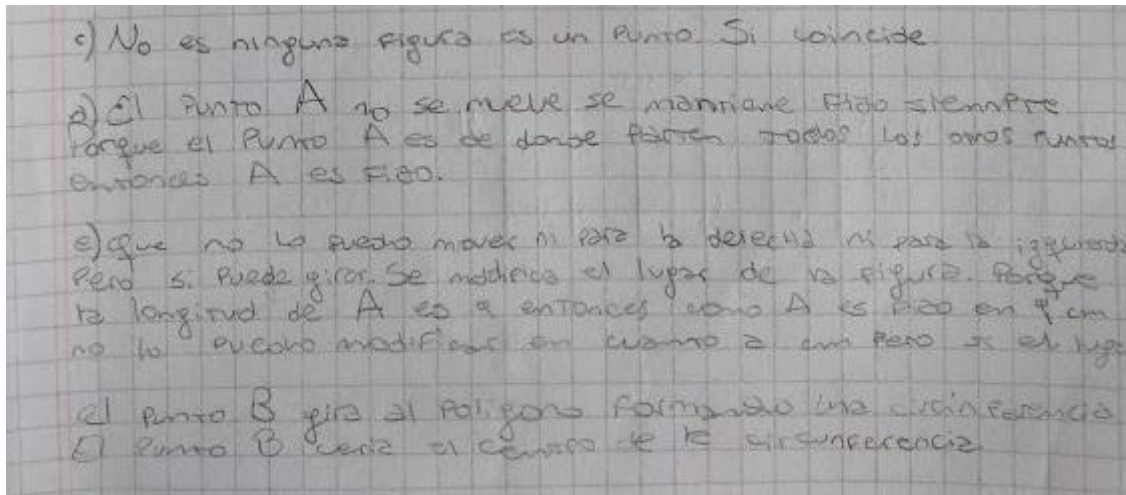 c) No es ninguna figura es un punto Si coincide
El Punto A no se mueve se mantiene fijo siempre
Porque el Punto A es de donde parten todos los otros puntos
entonces A es fijo.
e) que no lo puedo mover ni para la derecha ni para la izquierda
Pero si puede girar. Se modifica el lugar de la figura. Porque
la longitud de A es entonces como A es fijo en cm
no lo puedo modificar en cuanto a cm pero si el lugar
el punto B gira al poligono formando una circunferencia
El punto B el centro de la circunferencia